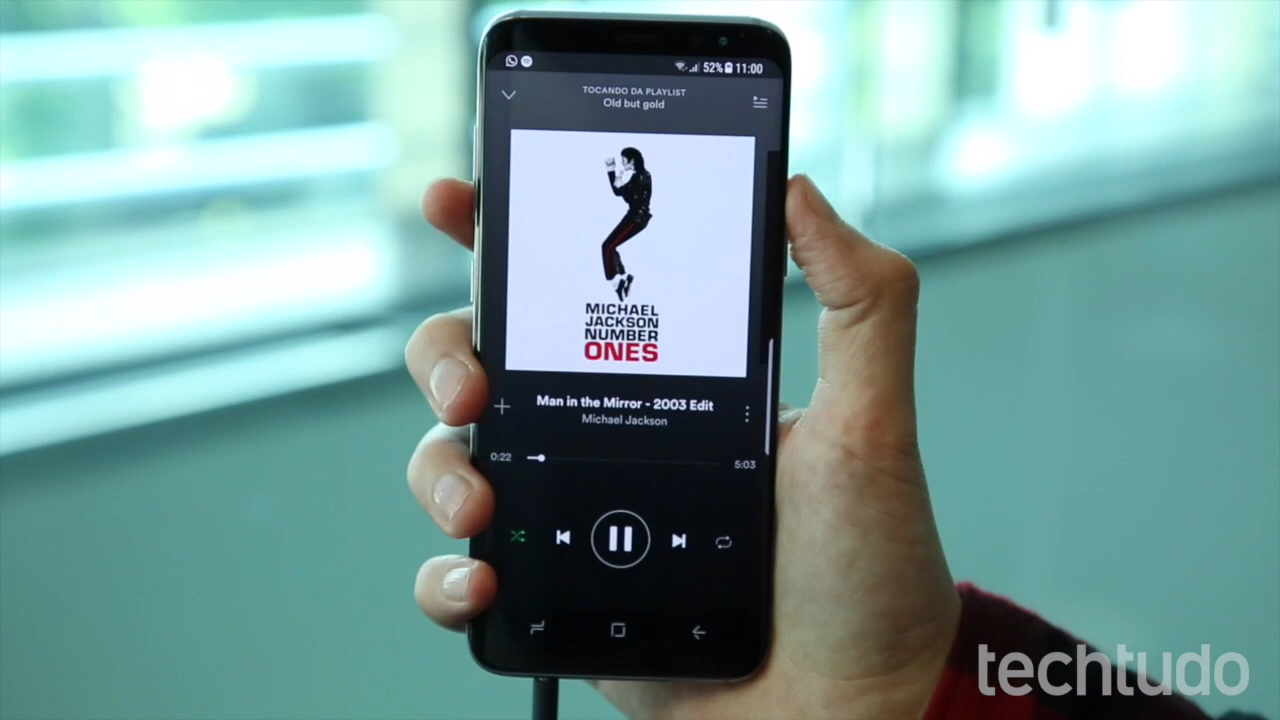 52% 11:00
TOCANDO DA PLAYLIST
Old but gold
MICHAEL
JACKSON
NUMBER
ONES
Man in the Mirror - 2003 Edit
Michael Jackson
0:22
5:03
techtudo